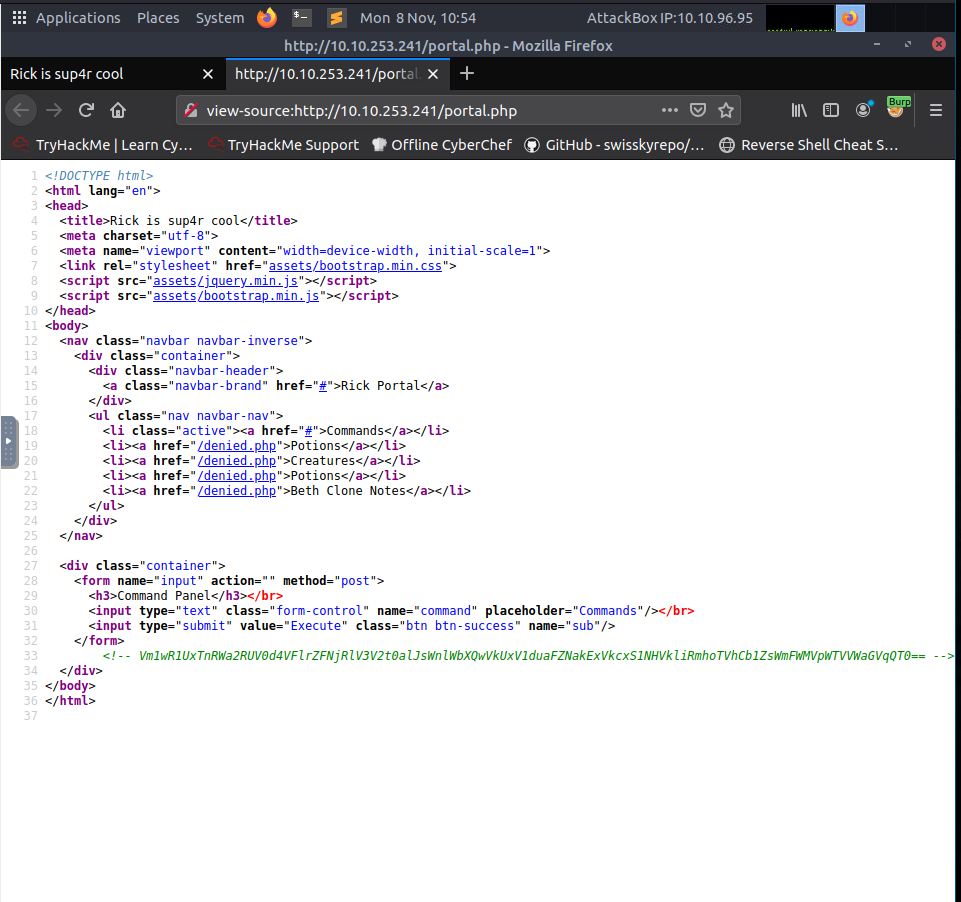 Applications Places System Mon 8 Nov, 10:54 AttackBox IP:10.10.96.95
http://10.10.253.241/portal.php - Mozilla Firefox
Rick is sup4r cool http://10.10.253.241/portal.
view-source:http://10.10.253.241/portal.php Burp
TryHackMe | Learn Cy... TryHackMe Support Offline CyberChef GitHub - swisskyrepo/... Reverse Shell Cheat S...
1 <!DOCTYPE html>
2 <html lang="en">
3 <head>
4 <title>Rick is sup4r cool</title>
5 <meta charset="utf-8">
6 <meta name="viewport" content="width=device-width, initial-scale=1">
7 <link rel="stylesheet" href="assets/bootstrap.min.css">
8 <script src="assets/jquery.min.js"></script>
9 <script src="assets/bootstrap.min.js"></script>
10 </head>
11 <body>
12 <nav class="navbar navbar-inverse">
13 <div class="container">
14 <div class="navbar-header">
15 <a class="navbar-brand" href="#">Rick Portal</a>
16 </div>
17 <ul class="nav navbar-nav">
18 <li class="active"><a href="#">Commands</a></li>
19 <li><a href="/denied.php">Potions</a></li>
20 <li><a href="/denied.php">Creatures</a></li>
21 <li><a href="/denied.php">Potions</a></li>
22 <li><a href="/denied.php">Beth Clone Notes</a></li>
23 </ul>
24 </div>
25 </nav>
26
27 <div class="container">
28 <form name="input" action="" method="post">
29 <h3>Command Panel</h3></br>
30 <input type="text" class="form-control" name="command" placeholder="Commands"/></br>
31 <input type="submit" value="Execute" class="btn btn-success" name="sub"/>
32 </form>
33 <!-- Vm1wR1UxTnRWa2RUV0d4VFlrZFNjRlV3V2t0alJsWnlWbXQwVkUxV1duaFZNakExVkcxS1NHVkliRmhoTVhCb1ZsWmFWMVpWTVVWaGVqQT0== -->
34 </div>
35 </body>
36 </html>
37